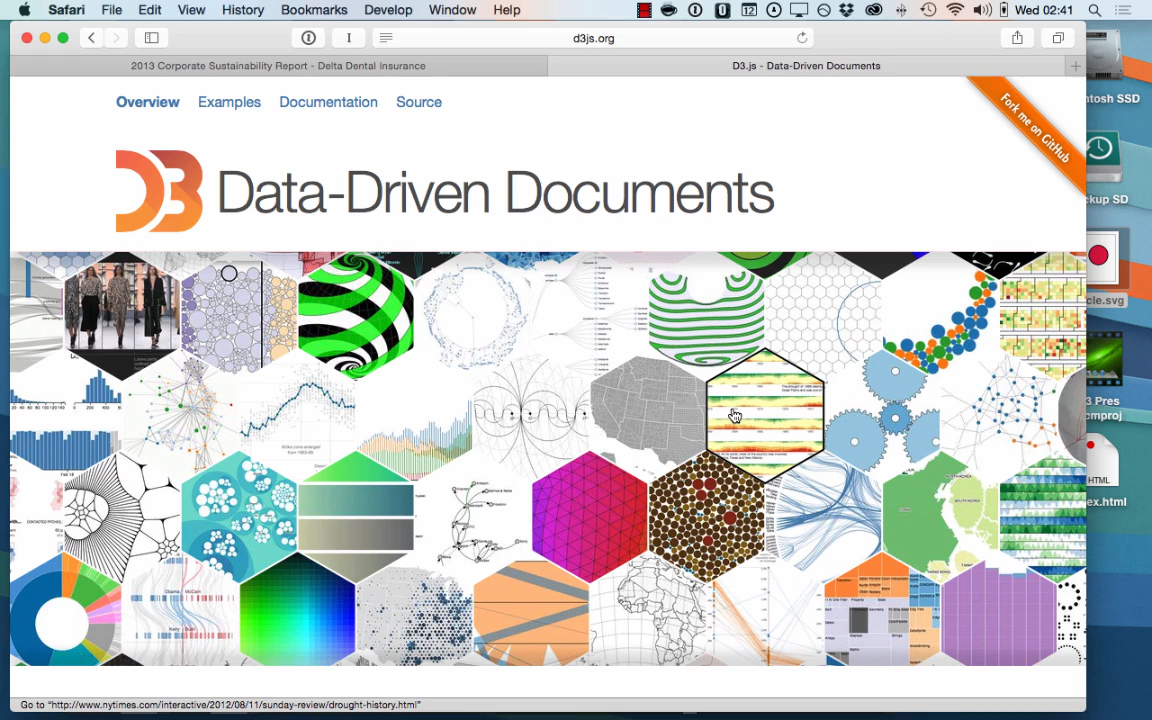 Safari File Edit View History Bookmarks Develop Window Help Wed 02:41
d3js.org
2013 Corporate Sustainability Report - Delta Dental Insurance
D3.js - Data-Driven Documents
Overview Examples Documentation Source
Fork me on GitHub
D3 Data-Driven Documents
ntosh SSD
ckup SD
cle.svg
3 Pres
cmproj
HTML
ex.html
Go to “http://www.nytimes.com/interactive/2012/08/11/sunday-review/drought-history.html”